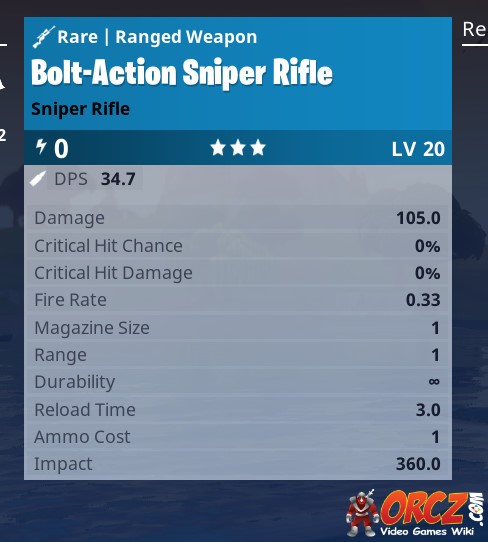 Rare | Ranged Weapon
Re
Bolt-Action Sniper Rifle
Sniper Rifle
2
0 ★★★ LV 20
DPS 34.7
Damage 105.0
Critical Hit Chance 0%
Critical Hit Damage 0%
Fire Rate 0.33
Magazine Size 1
Range 1
Durability ∞
Reload Time 3.0
Ammo Cost 1
Impact 360.0
ORCZ.COM
Video Games Wiki